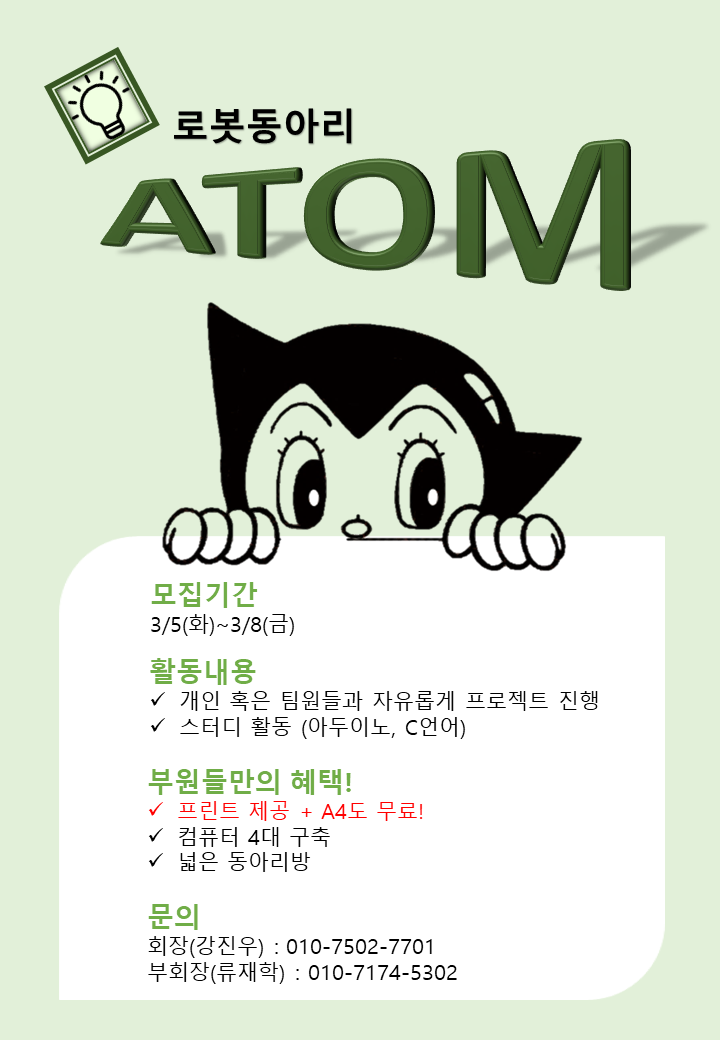 로봇동아리
ATOM
모집기간
3/5(화)~3/8(금)
활동내용
✓ 개인 혹은 팀원들과 자유롭게 프로젝트 진행
✓ 스터디 활동 (아두이노, C언어)
부원들만의 혜택!
✓ 프린트 제공 + A4도 무료!
✓ 컴퓨터 4대 구축
✓ 넓은 동아리방
문의
회장(강진우) : 010-7502-7701
부회장(류재학) : 010-7174-5302